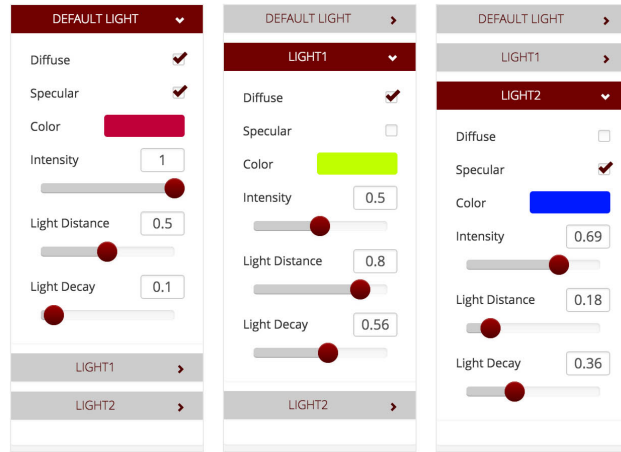 DEFAULT LIGHT
Diffuse
Specular
Color
Intensity 1
Light Distance 0.5
Light Decay 0.1
LIGHT1
LIGHT2
DEFAULT LIGHT
LIGHT1
Diffuse
Specular
Color
Intensity 0.5
Light Distance 0.8
Light Decay 0.56
LIGHT2
DEFAULT LIGHT
LIGHT1
LIGHT2
Diffuse
Specular
Color
Intensity 0.69
Light Distance 0.18
Light Decay 0.36